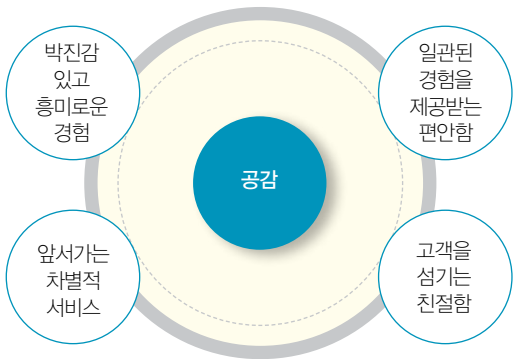 박진감
있고
흥미로운
경험
일관된
경험을
제공받는
편안함
공감
앞서가는
차별적
서비스
고객을
섬기는
친절함